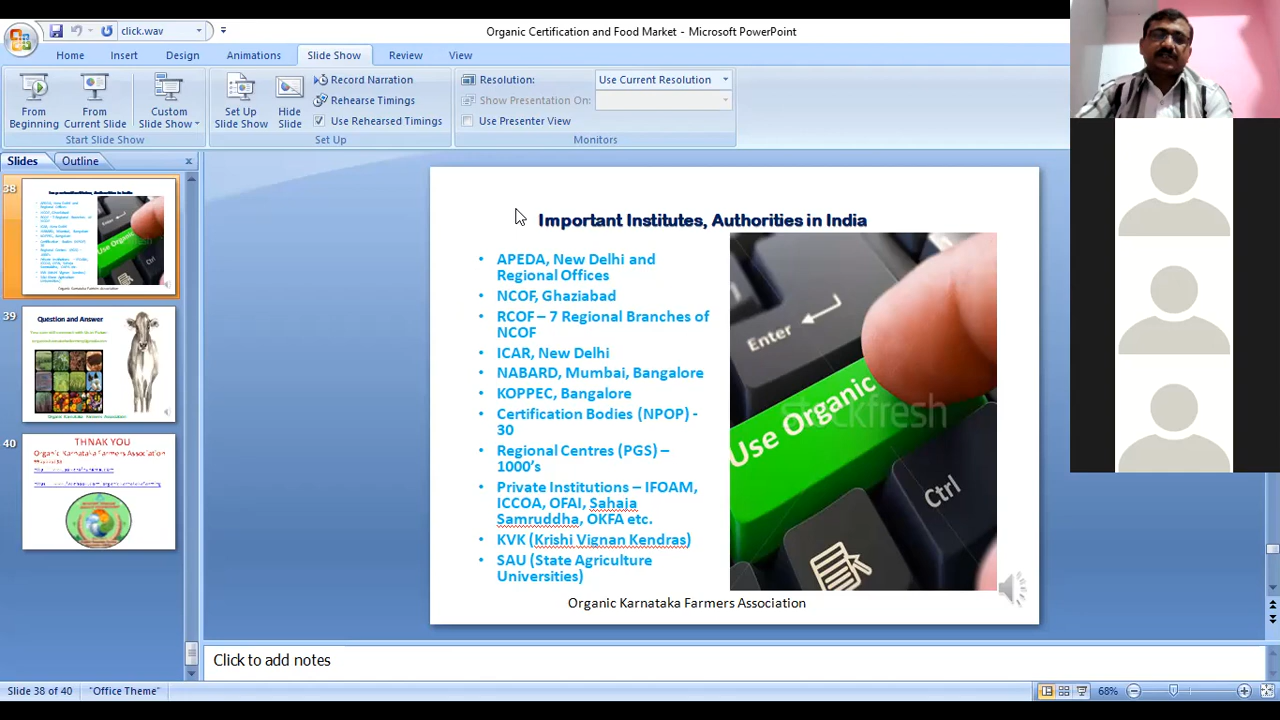 click.wav
Organic Certification and Food Market - Microsoft PowerPoint
Home
Insert
Design
Animations
Slide Show
Review
View
From Beginning
From Current Slide
Custom Slide Show
Start Slide Show
Set Up Slide Show
Hide Slide
Record Narration
Rehearse Timings
Use Rehearsed Timings
Set Up
Resolution:
Use Current Resolution
Show Presentation On:
Use Presenter View
Monitors
Slides
Outline
38
39
Question and Answer
Organic Karnataka Farmers Association
40
THNAK YOU
Organic Karnataka Farmers Association
Important Institutes, Authorities in India
• APEDA, New Delhi and
Regional Offices
• NCOF, Ghaziabad
• RCOF – 7 Regional Branches of
NCOF
• ICAR, New Delhi
• NABARD, Mumbai, Bangalore
• KOPPEC, Bangalore
• Certification Bodies (NPOP) -
30
• Regional Centres (PGS) –
1000's
• Private Institutions – IFOAM,
ICCOA, OFAI, Sahaja
Samruddha, OKFA etc.
• KVK (Krishi Vignan Kendras)
• SAU (State Agriculture
Universities)
Enter
Use Organic
stockfresh
Ctrl
Organic Karnataka Farmers Association
Click to add notes
Slide 38 of 40
"Office Theme"
68%